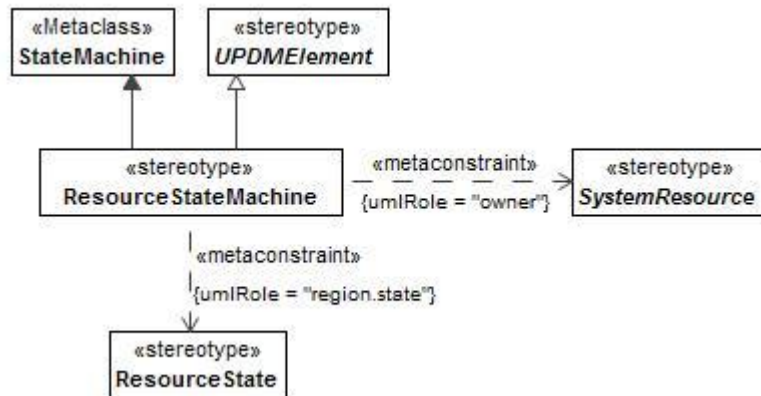 «Metaclass»
StateMachine
«stereotype»
UPDMElement
«stereotype»
ResourceStateMachine
«metaconstraint»
{umlRole = "owner"}
«stereotype»
SystemResource
«metaconstraint»
{umlRole = "region.state"}
«stereotype»
ResourceState